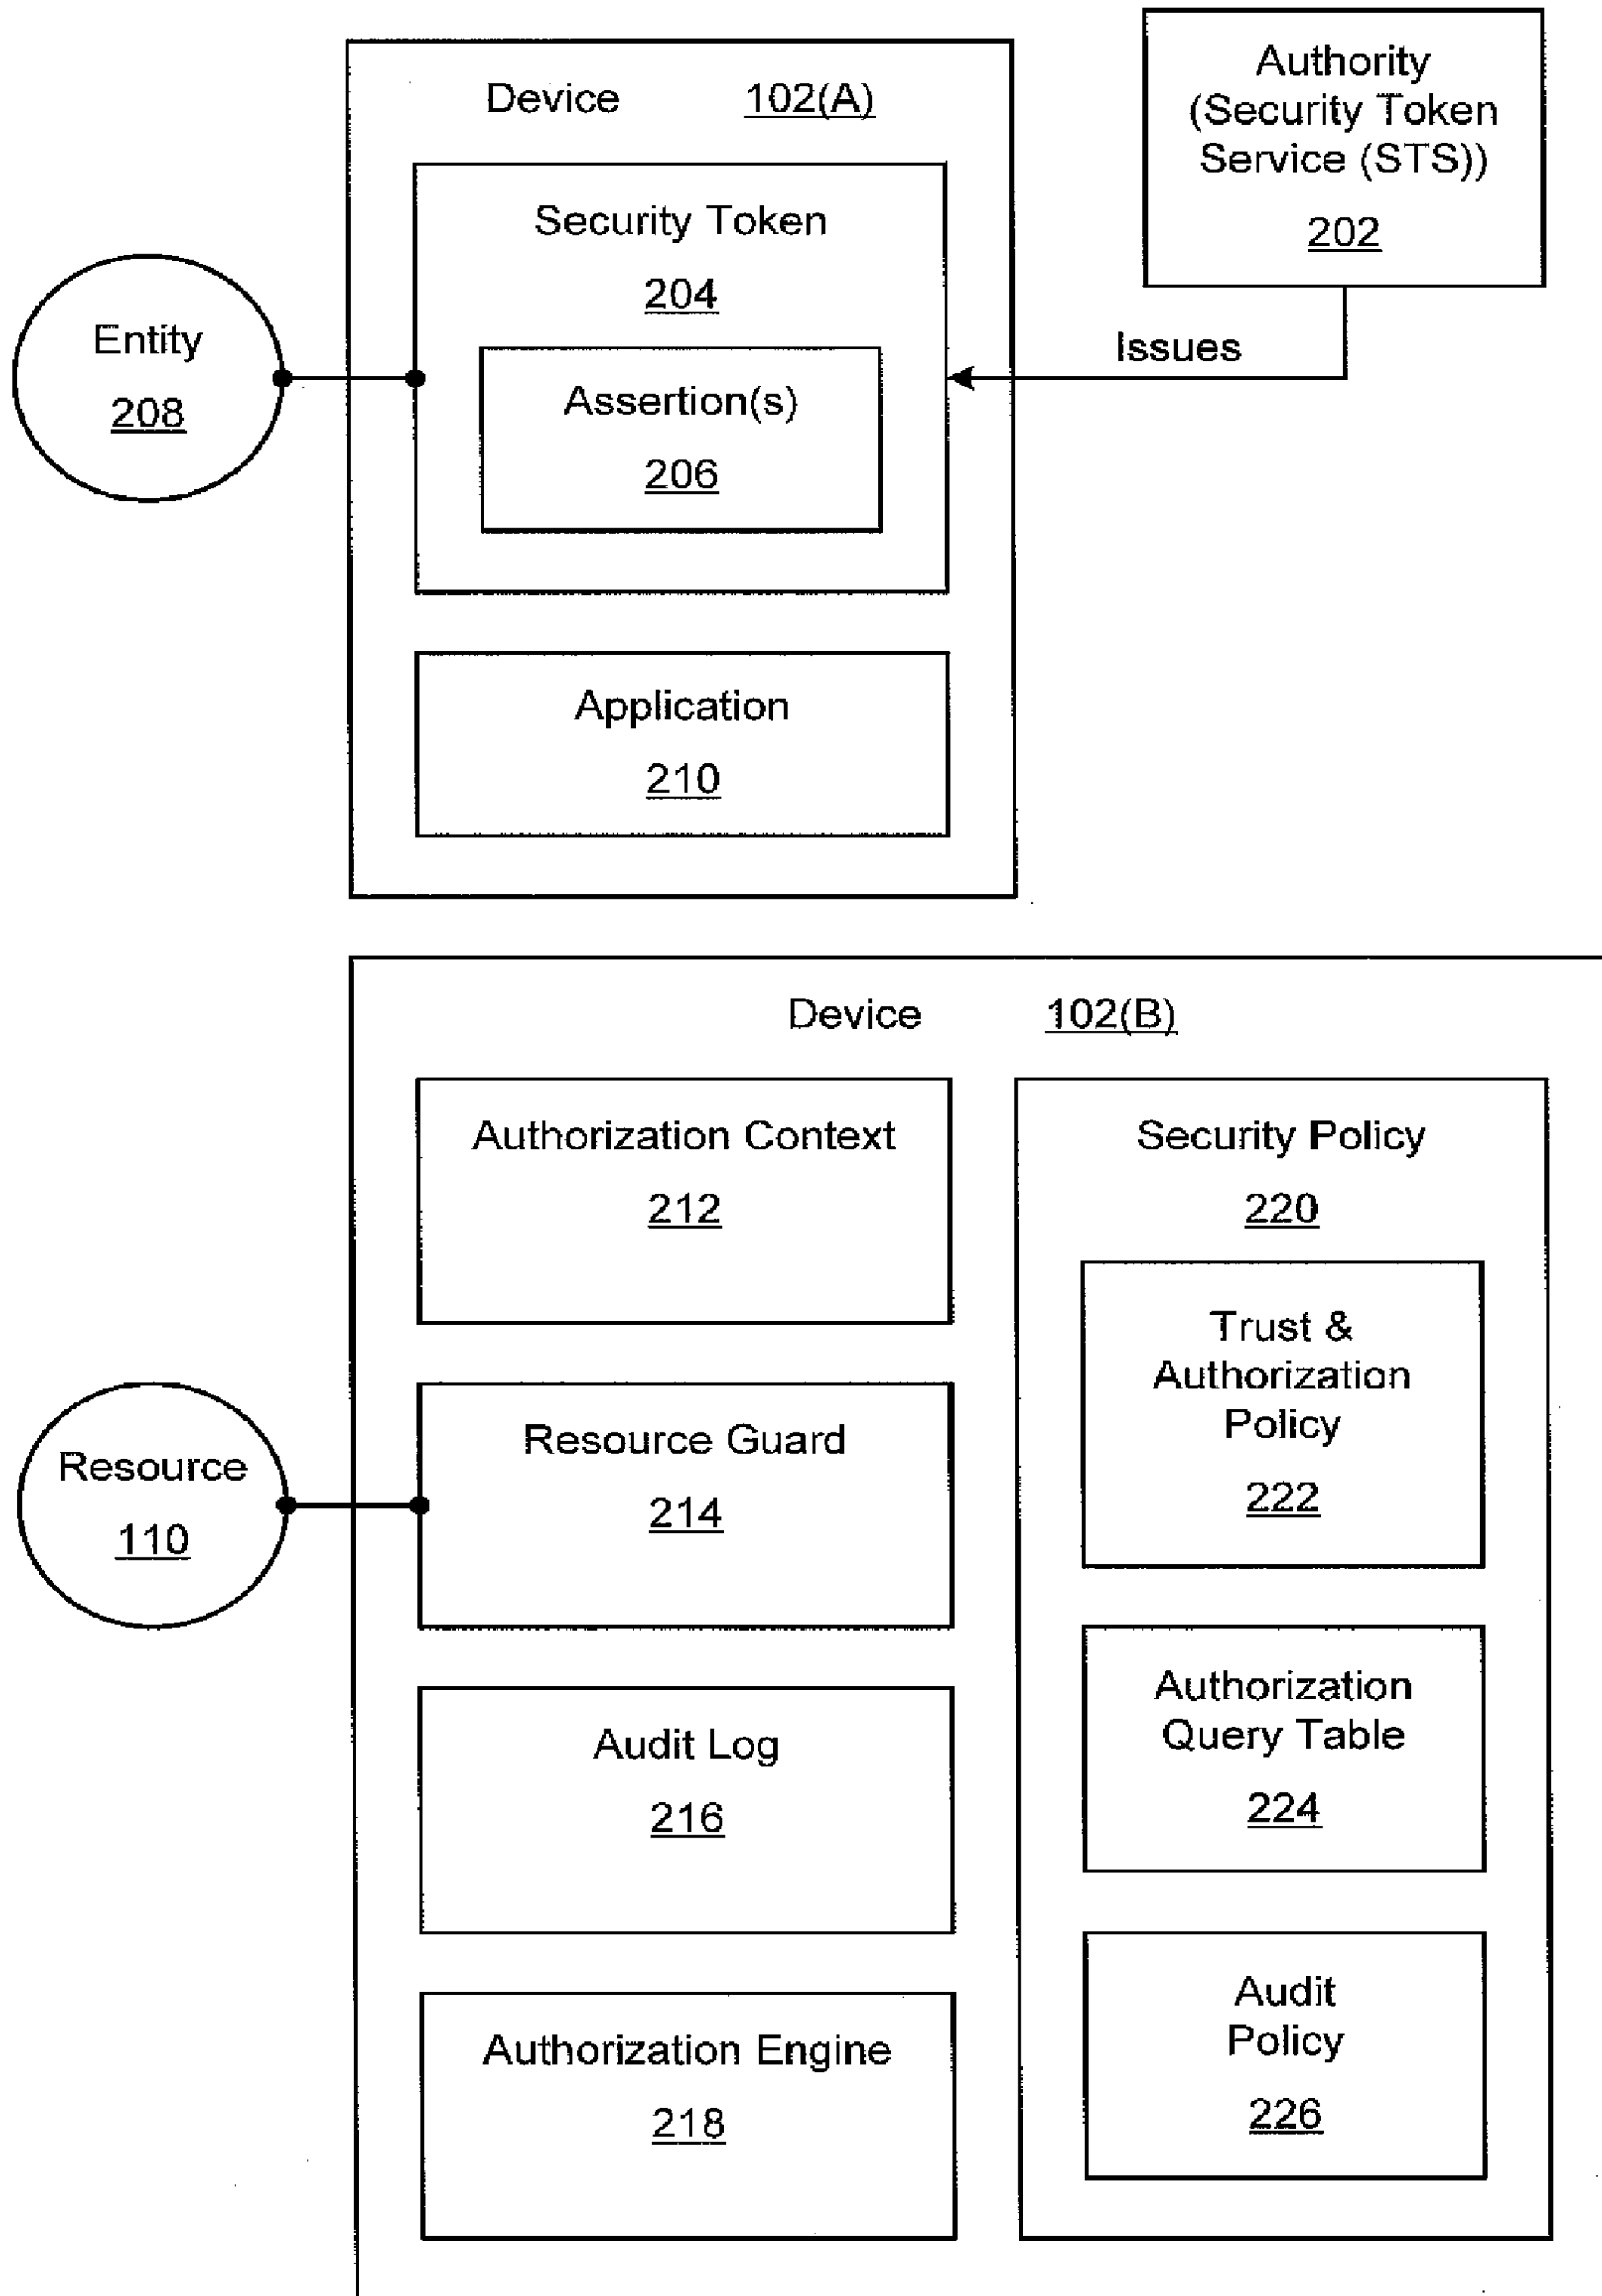 Device 102(A)
Authority
(Security Token
Service (STS))
202
Security Token
204
Issues
Entity
208
Assertion(s)
206
Application
210
Device 102(B)
Authorization Context
212
Security Policy
220
Trust &
Authorization
Policy
222
Resource Guard
214
Resource
110
Audit Log
216
Authorization
Query Table
224
Authorization Engine
218
Audit
Policy
226